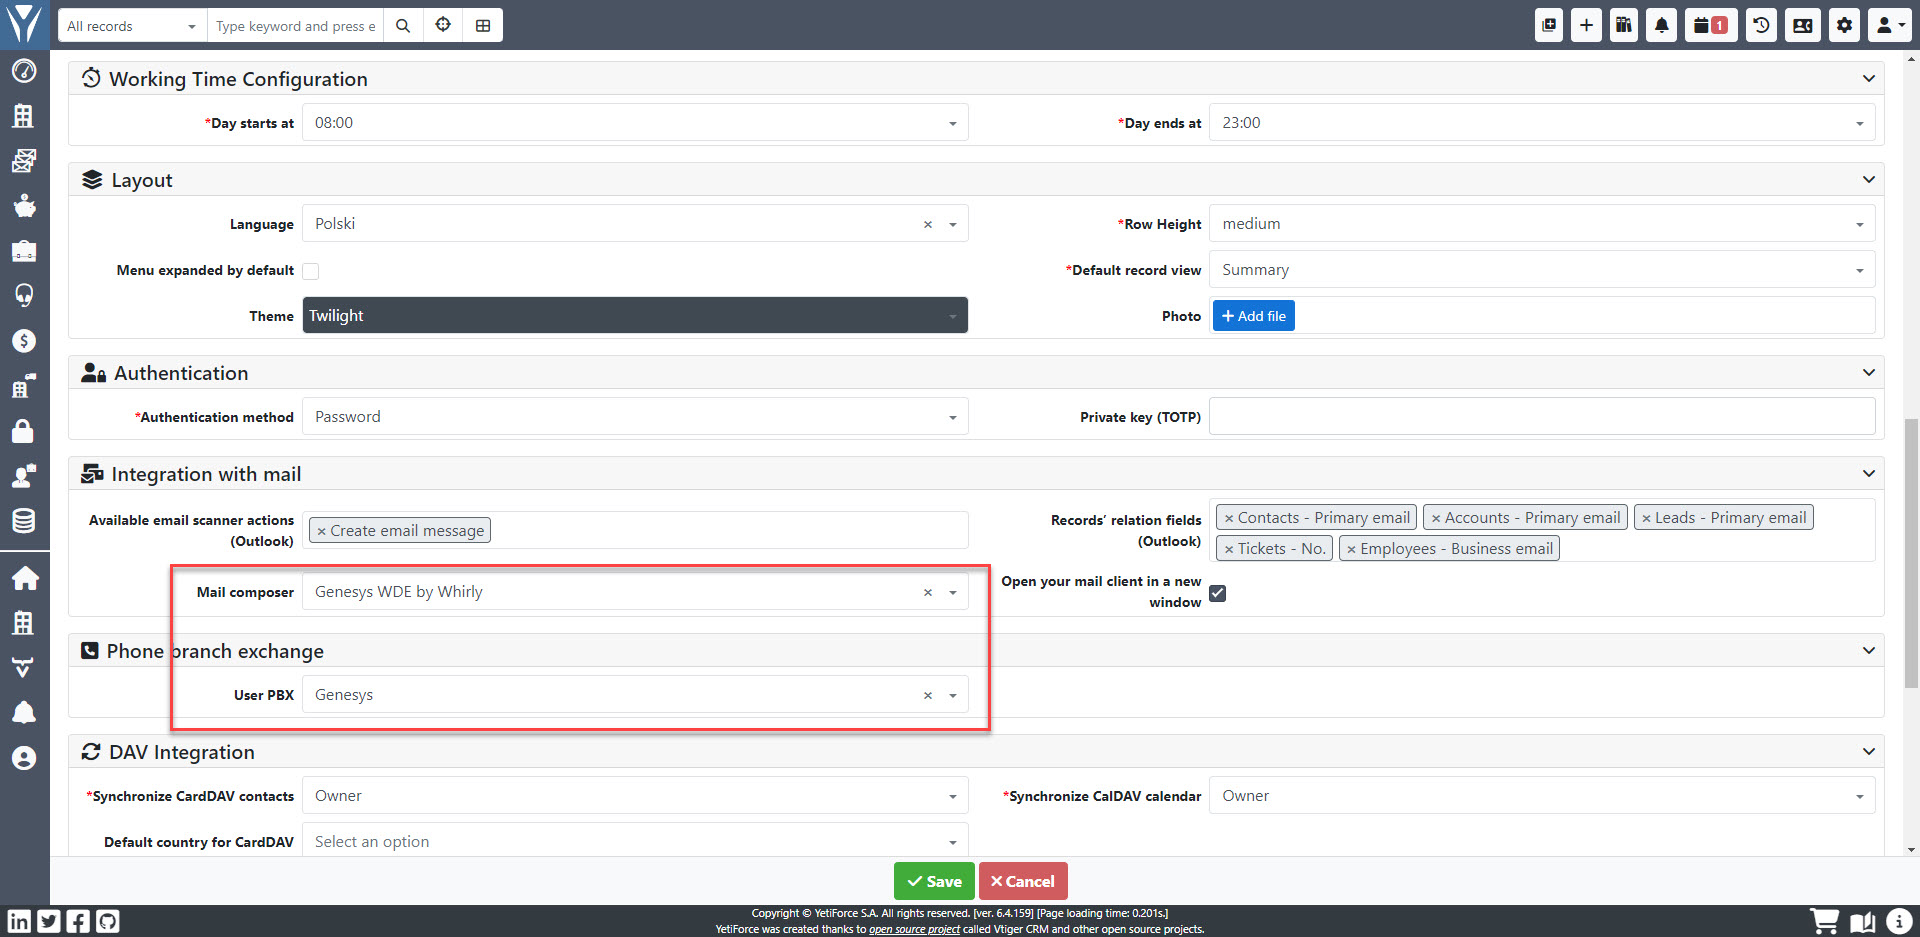 All records
Type keyword and press e
1
Working Time Configuration
*Day starts at
08:00
*Day ends at
23:00
Layout
Language
Polski
*Row Height
medium
Menu expanded by default
*Default record view
Summary
Theme
Twilight
Photo
Add file
Authentication
*Authentication method
Password
Private key (TOTP)
Integration with mail
Available email scanner actions
(Outlook)
× Create email message
Records’ relation fields
(Outlook)
× Contacts - Primary email × Accounts - Primary email × Leads - Primary email
× Tickets - No. × Employees - Business email
Mail composer
Genesys WDE by Whirly
Open your mail client in a new
window
Phone branch exchange
User PBX
Genesys
DAV Integration
*Synchronize CardDAV contacts
Owner
*Synchronize CalDAV calendar
Owner
Default country for CardDAV
Select an option
Save
Cancel
Copyright © YetiForce S.A. All rights reserved. [ver. 6.4.159] [Page loading time: 0.201s.]
YetiForce was created thanks to open source project called Vtiger CRM and other open source projects.